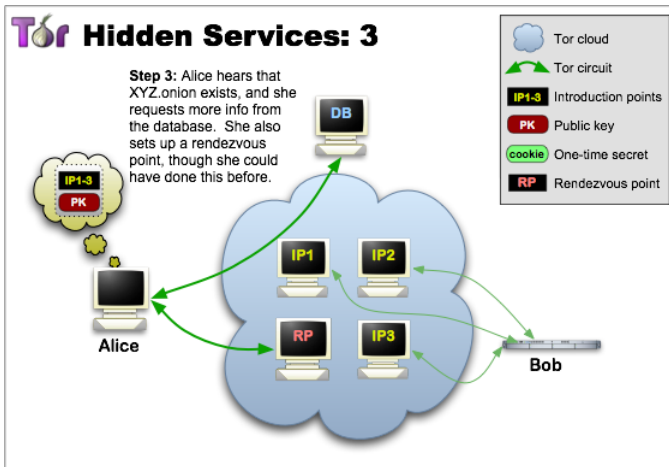 Tor Hidden Services: 3
Step 3: Alice hears that
XYZ.onion exists, and she
requests more info from
the database. She also
sets up a rendezvous
point, though she could
have done this before.
Tor cloud
Tor circuit
IP1-3 Introduction points
PK Public key
cookie One-time secret
RP Rendezvous point
DB
IP1-3
PK
IP1
IP2
Alice
RP
IP3
Bob